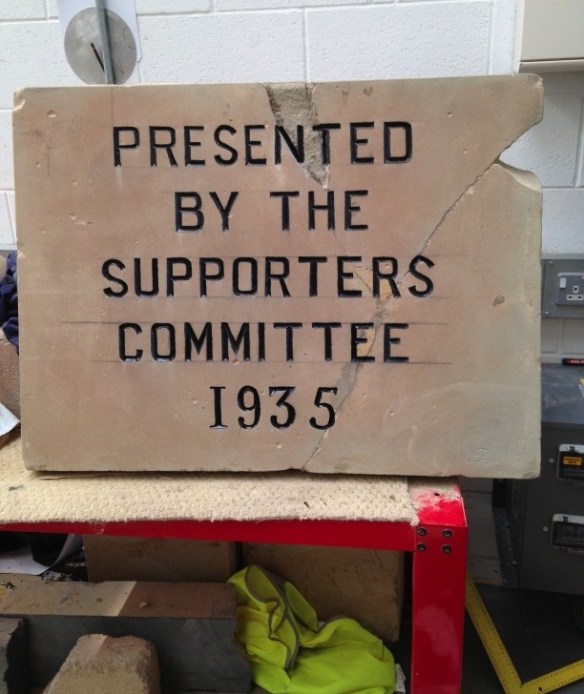 PRESENTED
BY THE
SUPPORTERS
COMMITTEE
1935